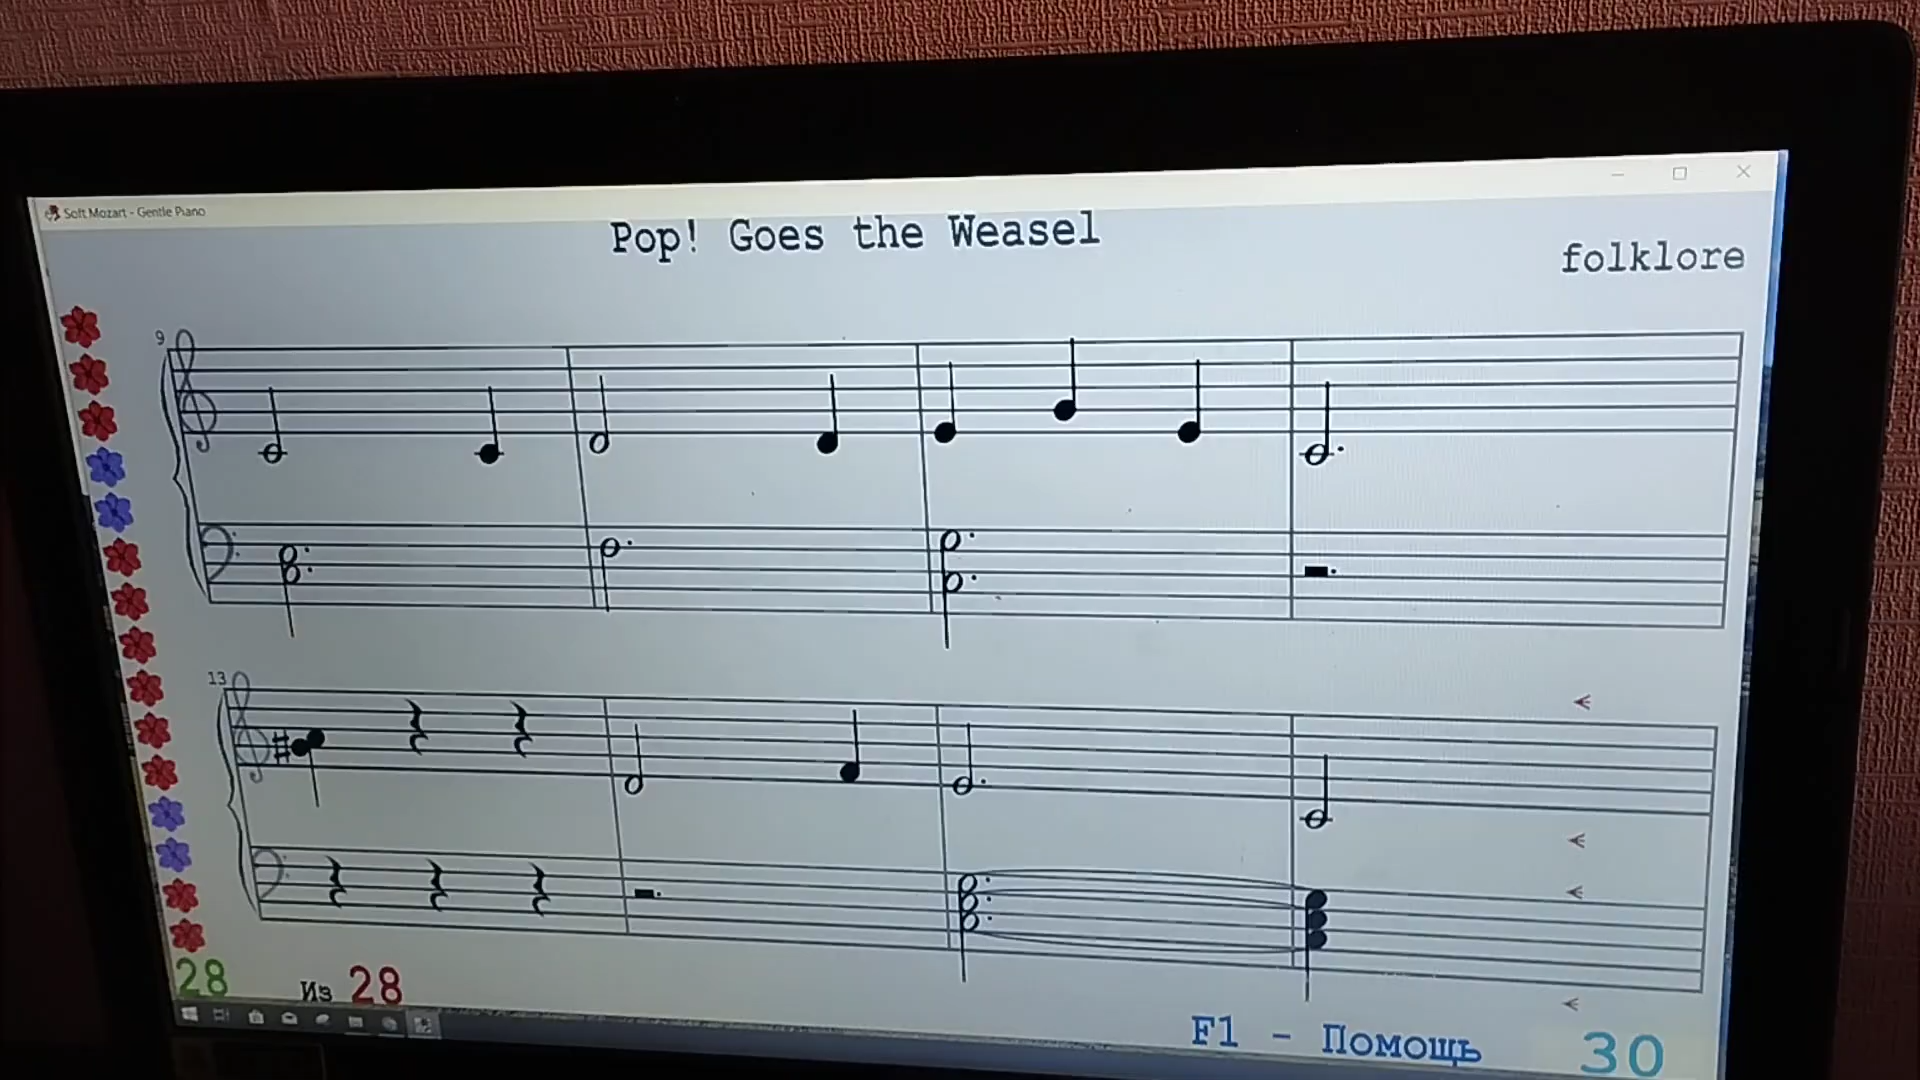 Soft Mozart - Gentle Piano
Pop! Goes the Weasel
folklore
9
13
28 Из 28
F1 - Помощь
30